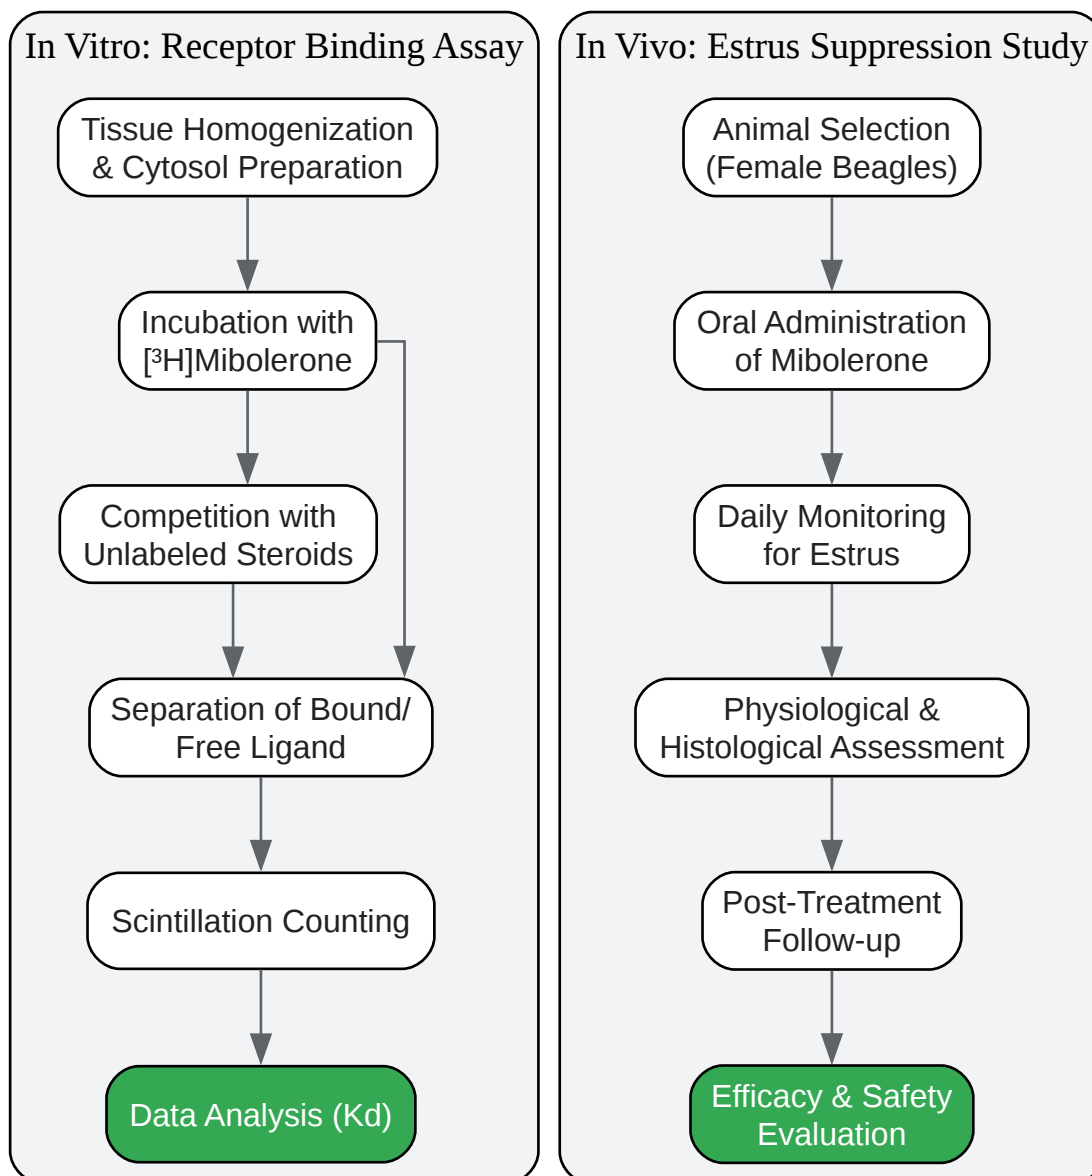 In Vitro: Receptor Binding Assay
Tissue Homogenization
& Cytosol Preparation
Incubation with
[³H]Mibolerone
Competition with
Unlabeled Steroids
Separation of Bound/
Free Ligand
Scintillation Counting
Data Analysis (Kd)
In Vivo: Estrus Suppression Study
Animal Selection
(Female Beagles)
Oral Administration
of Mibolerone
Daily Monitoring
for Estrus
Physiological &
Histological Assessment
Post-Treatment
Follow-up
Efficacy & Safety
Evaluation